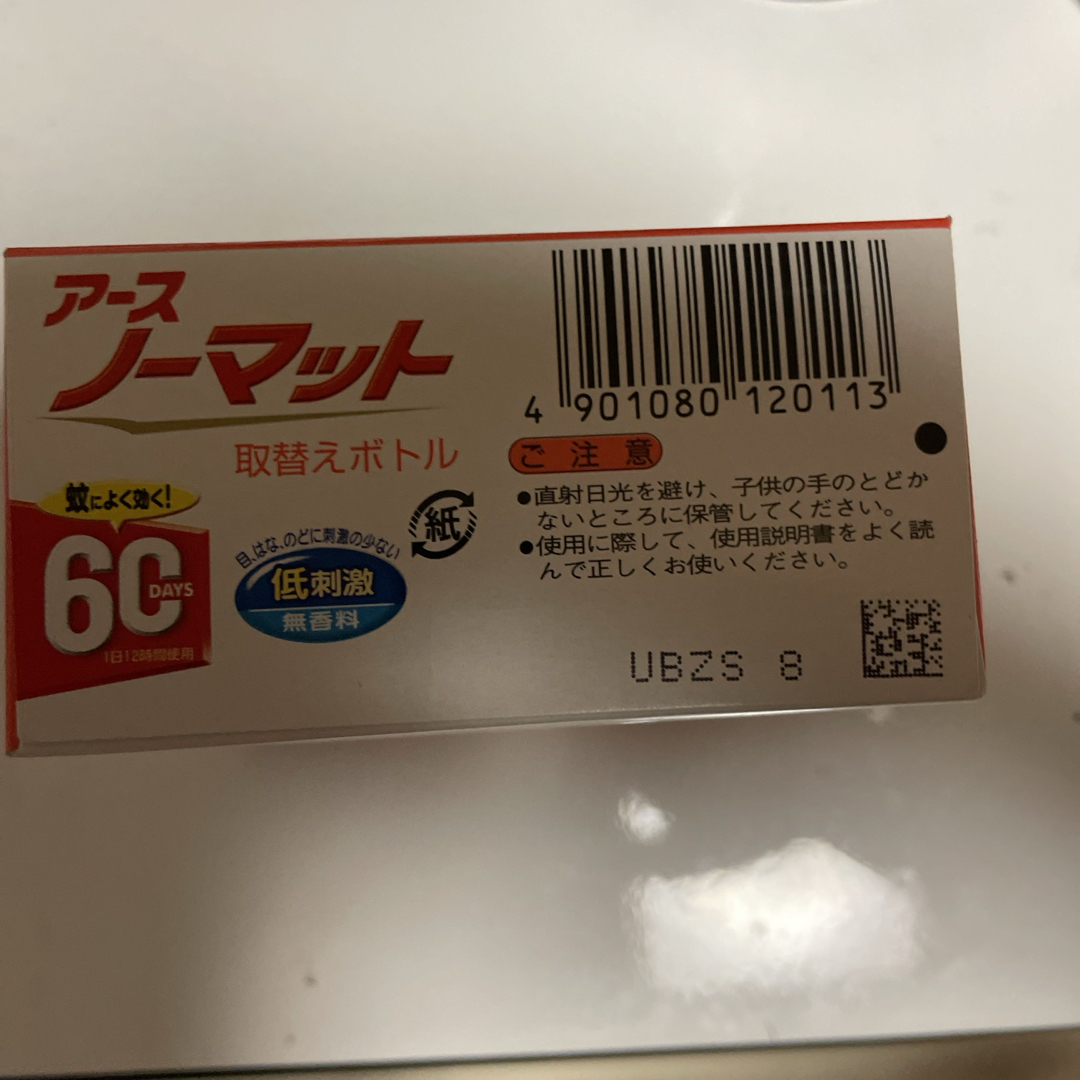 アース
ノーマット
取替えボトル
蚊によく効く!
60
DAYS
1日12時間使用
目、はな、のどに刺激の少ない
低刺激
無香料
紙
4 901080 120113
ご注意
●直射日光を避け、子供の手のとどか
ないところに保管してください。
●使用に際して、使用説明書をよく読
んで正しくお使いください。
UBZS 8